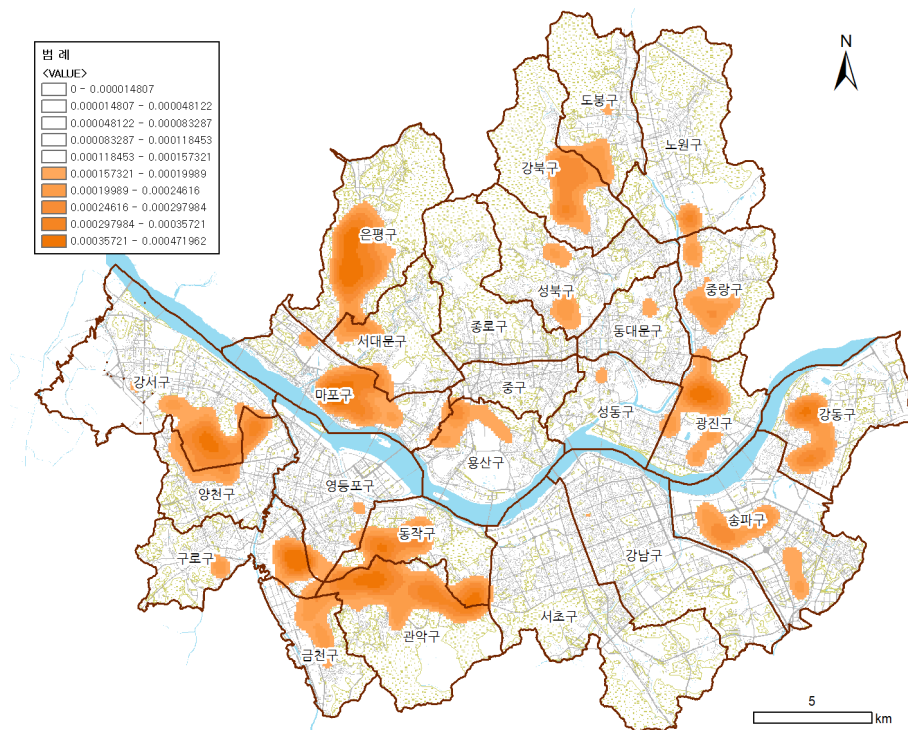 범 례
<VALUE>
0 - 0.000014807
0.000014807 - 0.000048122
0.000048122 - 0.000083287
0.000083287 - 0.000118453
0.000118453 - 0.000157321
0.000157321 - 0.00019989
0.00019989 - 0.00024616
0.00024616 - 0.000297984
0.000297984 - 0.00035721
0.00035721 - 0.000471962
N
도봉구
노원구
강북구
은평구
성북구
중랑구
종로구
동대문구
서대문구
강서구
중구
마포구
성동구
강동구
광진구
용산구
영등포구
양천구
송파구
동작구
강남구
구로구
서초구
관악구
금천구
5
km